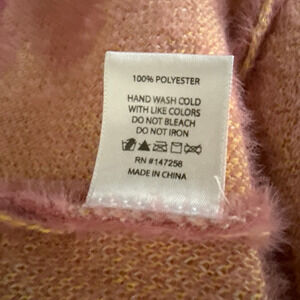 100% POLYESTER
HAND WASH COLD
WITH LIKE COLORS
DO NOT BLEACH
DO NOT IRON
RN #147258
MADE IN CHINA